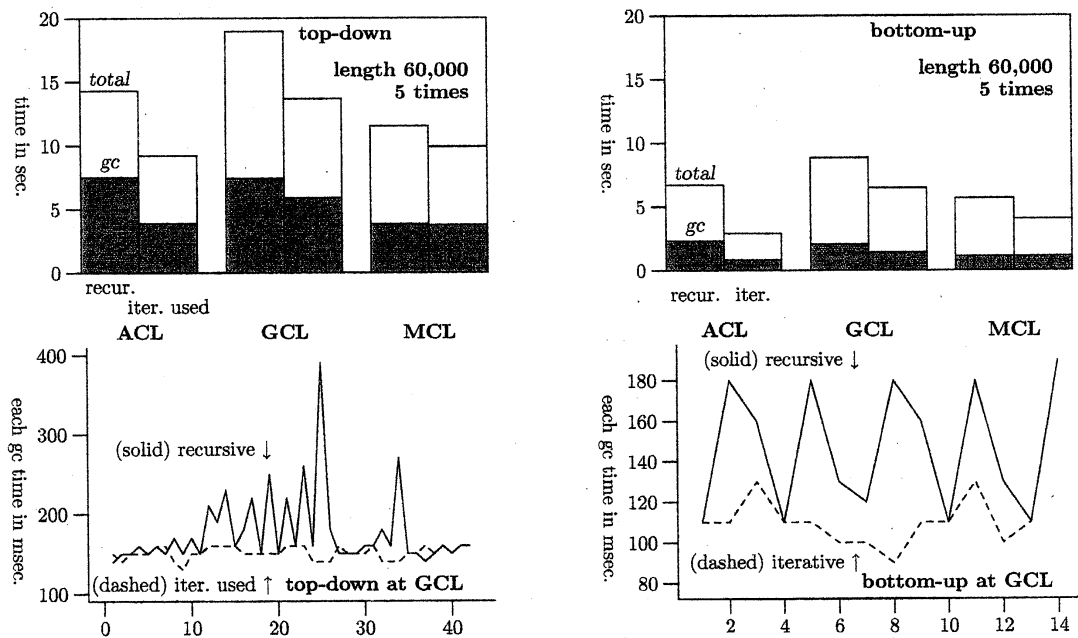 20
15
10
5
0
time in sec.
top-down
length 60,000
5 times
total
gc
recur.
iter. used
ACL GCL MCL
20
15
10
5
0
time in sec.
bottom-up
length 60,000
5 times
total
gc
recur. iter.
ACL GCL MCL
400
300
200
100
each gc time in msec.
(solid) recursive ↓
(dashed) iter. used ↑ top-down at GCL
0 10 20 30 40
180
160
140
120
100
80
each gc time in msec.
(solid) recursive ↓
(dashed) iterative ↑
bottom-up at GCL
2 4 6 8 10 12 14